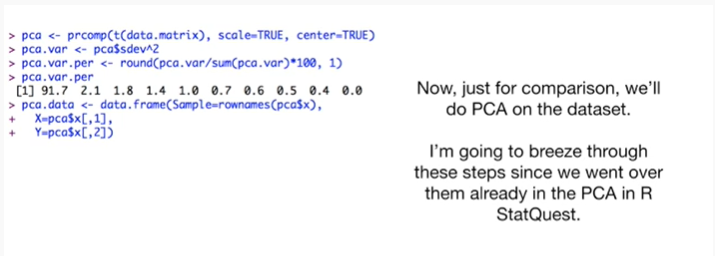 > pca <- prcomp(t(data.matrix), scale=TRUE, center=TRUE)
> pca.var <- pca$sdev^2
> pca.var.per <- round(pca.var/sum(pca.var)*100, 1)
> pca.var.per
[1] 91.7 2.1 1.8 1.4 1.0 0.7 0.6 0.5 0.4 0.0
> pca.data <- data.frame(Sample=rownames(pca$x),
+   X=pca$x[,1],
+   Y=pca$x[,2])
Now, just for comparison, we'll
do PCA on the dataset.
I'm going to breeze through
these steps since we went over
them already in the PCA in R
StatQuest.